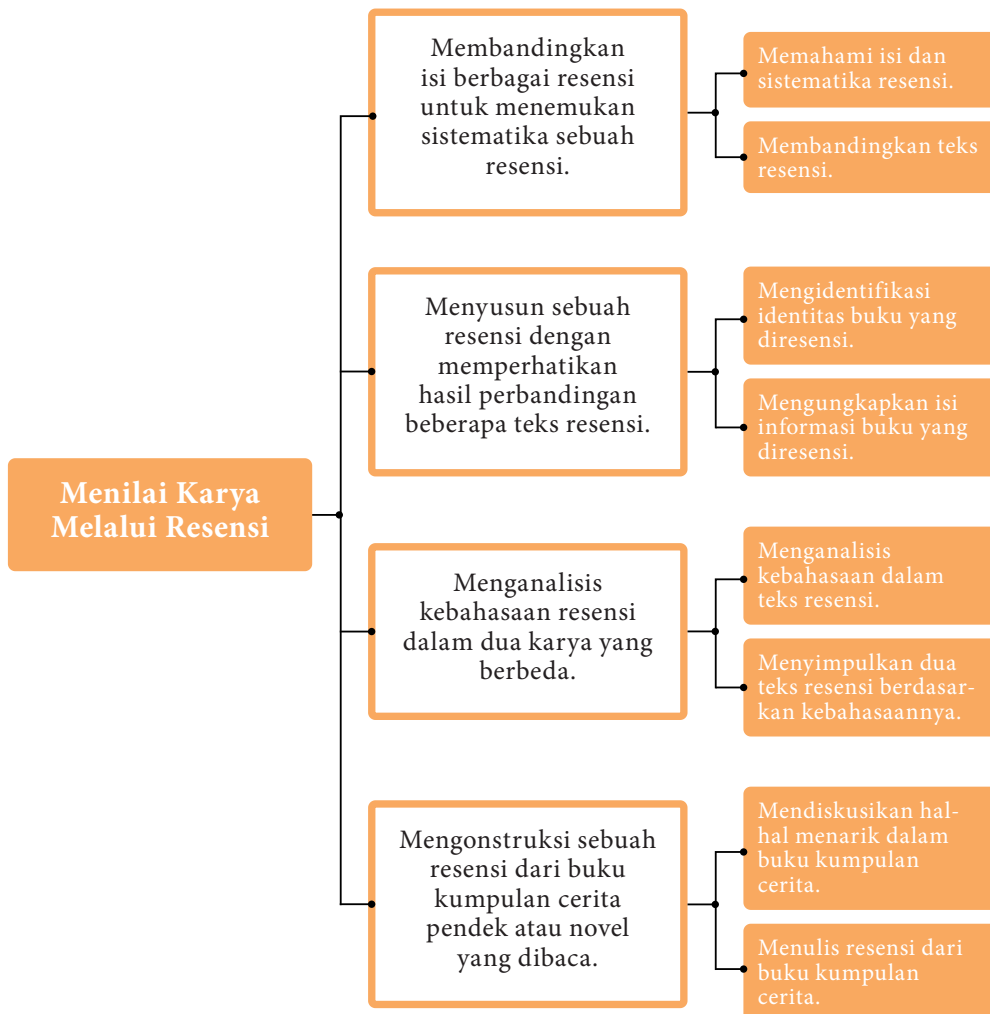 Menilai Karya
Melalui Resensi
Membandingkan
isi berbagai resensi
untuk menemukan
sistematika sebuah
resensi.
Memahami isi dan
sistematika resensi.
Membandingkan teks
resensi.
Menyusun sebuah
resensi dengan
memperhatikan
hasil perbandingan
beberapa teks resensi.
Mengidentifikasi
identitas buku yang
diresensi.
Mengungkapkan isi
informasi buku yang
diresensi.
Menganalisis
kebahasaan resensi
dalam dua karya yang
berbeda.
Menganalisis
kebahasaan dalam
teks resensi.
Menyimpulkan dua
teks resensi berdasar-
kan kebahasaannya.
Mengonstruksi sebuah
resensi dari buku
kumpulan cerita
pendek atau novel
yang dibaca.
Mendiskusikan hal-
hal menarik dalam
buku kumpulan
cerita.
Menulis resensi dari
buku kumpulan
cerita.